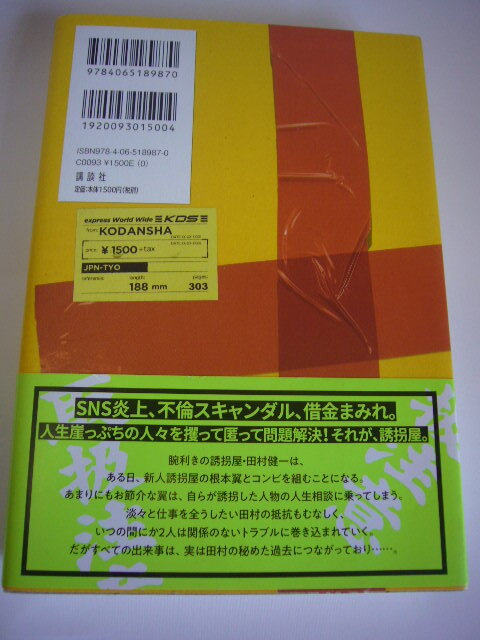 9784065189870
1920093015004
ISBN978-4-06-518987-0
C0093 ¥1500E (0)
講談社
定価:本体1500円(税別)
express World Wide KDS
from: KODANSHA
price: ¥1500 +tax
JPN-TYO
reference: length: pages:
188 mm 303
SNS炎上、不倫スキャンダル、借金まみれ。
人生崖っぷちの人々を攫って匿って問題解決!それが、誘拐屋。
腕利きの誘拐屋・田村健一は、
ある日、新人誘拐屋の根本翼とコンビを組むことになる。
あまりにもお節介な翼は、自らが誘拐した人物の人生相談に乗ってしまう。
淡々と仕事を全うしたい田村の抵抗もむなしく、
いつの間にか2人は関係のないトラブルに巻き込まれていく。
だがすべての出来事は、実は田村の秘めた過去につながっており……。